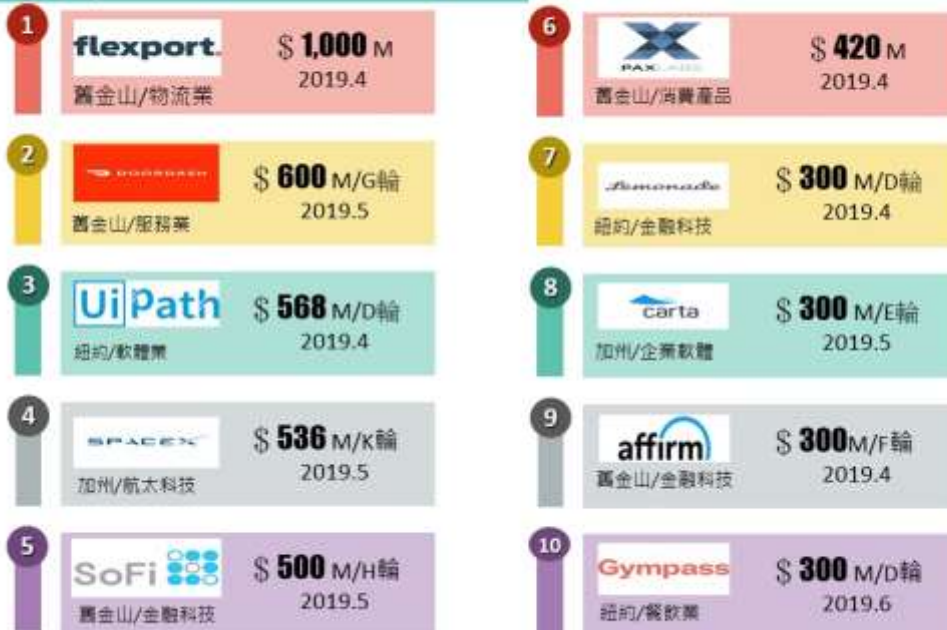 1
flexport.
$ 1,000 M
2019.4
舊金山/物流業
2
DOORDASH
$ 600 M/G輪
2019.5
舊金山/服務業
3
UiPath
$ 568 M/D輪
2019.4
紐約/軟體業
4
SPACEX
$ 536 M/K輪
2019.5
加州/航太科技
5
SoFi
$ 500 M/H輪
2019.5
舊金山/金融科技
6
PAX LABS
$ 420 M
2019.4
舊金山/消費產品
7
Lemonade
$ 300 M/D輪
2019.4
紐約/金融科技
8
carta
$ 300 M/E輪
2019.5
加州/企業軟體
9
affirm
$ 300M/F輪
2019.4
舊金山/金融科技
10
Gympass
$ 300 M/D輪
2019.6
紐約/餐飲業